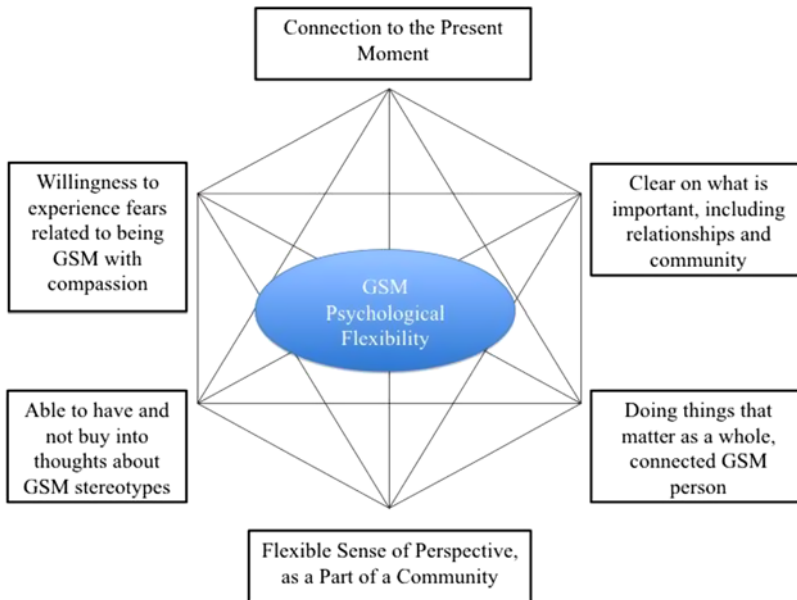 Connection to the Present
Moment
Willingness to
experience fears
related to being
GSM with
compassion
Clear on what is
important, including
relationships and
community
GSM
Psychological
Flexibility
Able to have and
not buy into
thoughts about
GSM stereotypes
Doing things that
matter as a whole,
connected GSM
person
Flexible Sense of Perspective,
as a Part of a Community